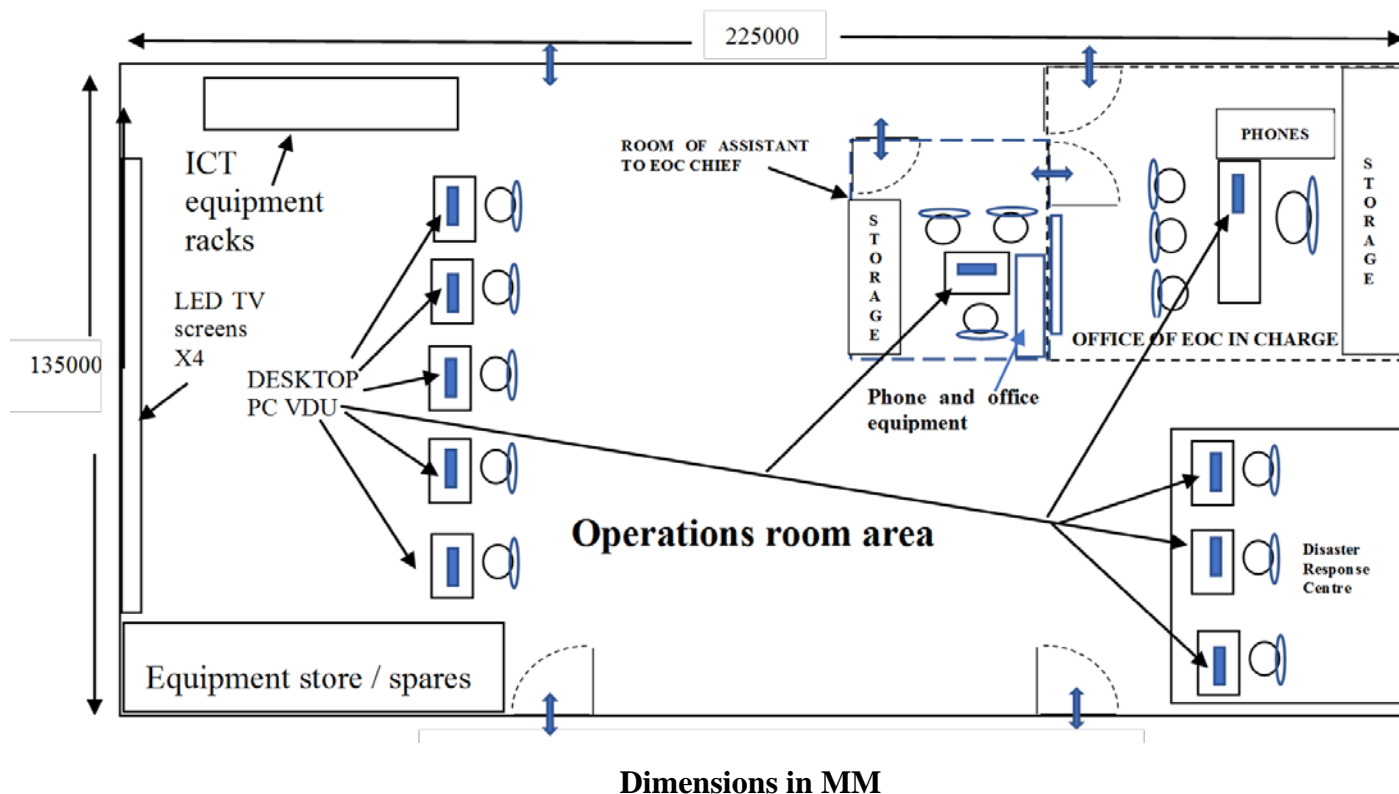 225000
ICT
equipment
racks
ROOM OF ASSISTANT
TO EOC CHIEF
PHONES
STORAGE
STORAGE
LED TV
screens
X4
135000
DESKTOP
PC VDU
OFFICE OF EOC IN CHARGE
Phone and office
equipment
Operations room area
Disaster
Response
Centre
Equipment store / spares
Dimensions in MM